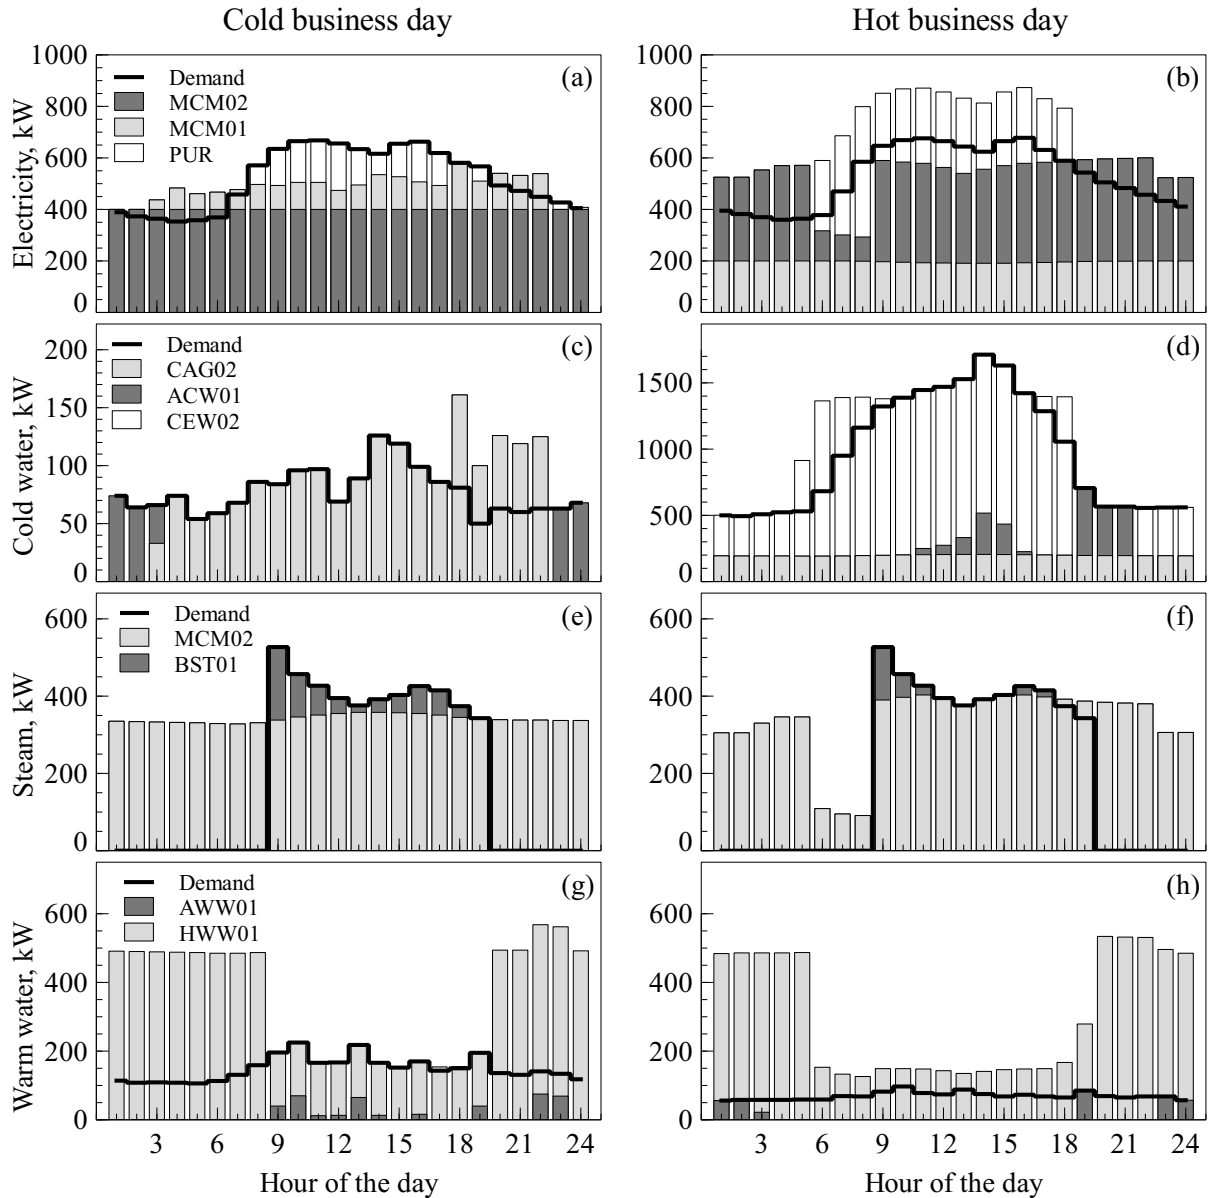 Cold business day
Hot business day
Electricity, kW
1000
800
600
400
200
0
Demand
MCM02
MCM01
PUR
(a)
1000
800
600
400
200
0
(b)
Cold water, kW
200
150
100
50
0
Demand
CAG02
ACW01
CEW02
(c)
1500
1000
500
0
(d)
Steam, kW
600
400
200
0
Demand
MCM02
BST01
(e)
600
400
200
0
(f)
Warm water, kW
600
400
200
0
Demand
AWW01
HWW01
(g)
3 6 9 12 15 18 21 24
Hour of the day
600
400
200
0
(h)
3 6 9 12 15 18 21 24
Hour of the day